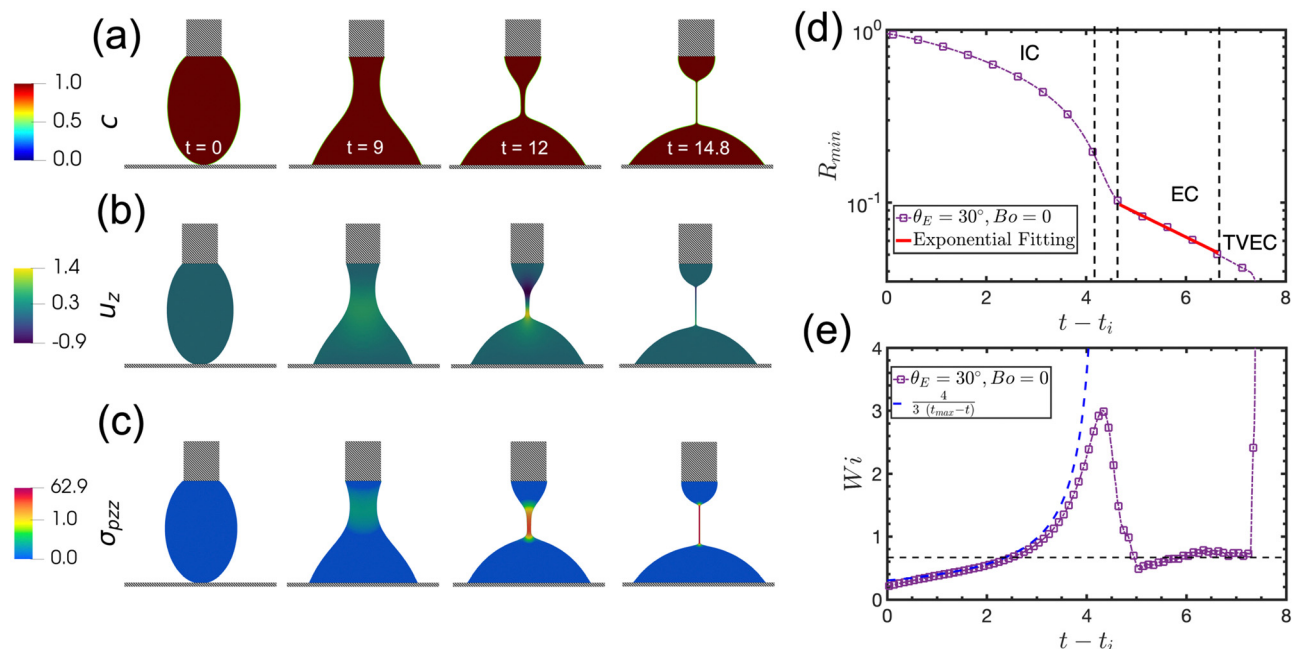 (a)
1.0
0.5
0.0
c
t = 0
t = 9
t = 12
t = 14.8
(b)
1.4
0.3
-0.9
u_z
(c)
62.9
1.0
0.0
σ_pzz
(d)
10^0
10^-1
R_min
IC
EC
TVEC
θ_E = 30°, Bo = 0
Exponential Fitting
0 2 4 6 8
t − t_i
(e)
4
3
2
1
0
Wi
θ_E = 30°, Bo = 0
4
3 (t_max−t)
0 2 4 6 8
t − t_i